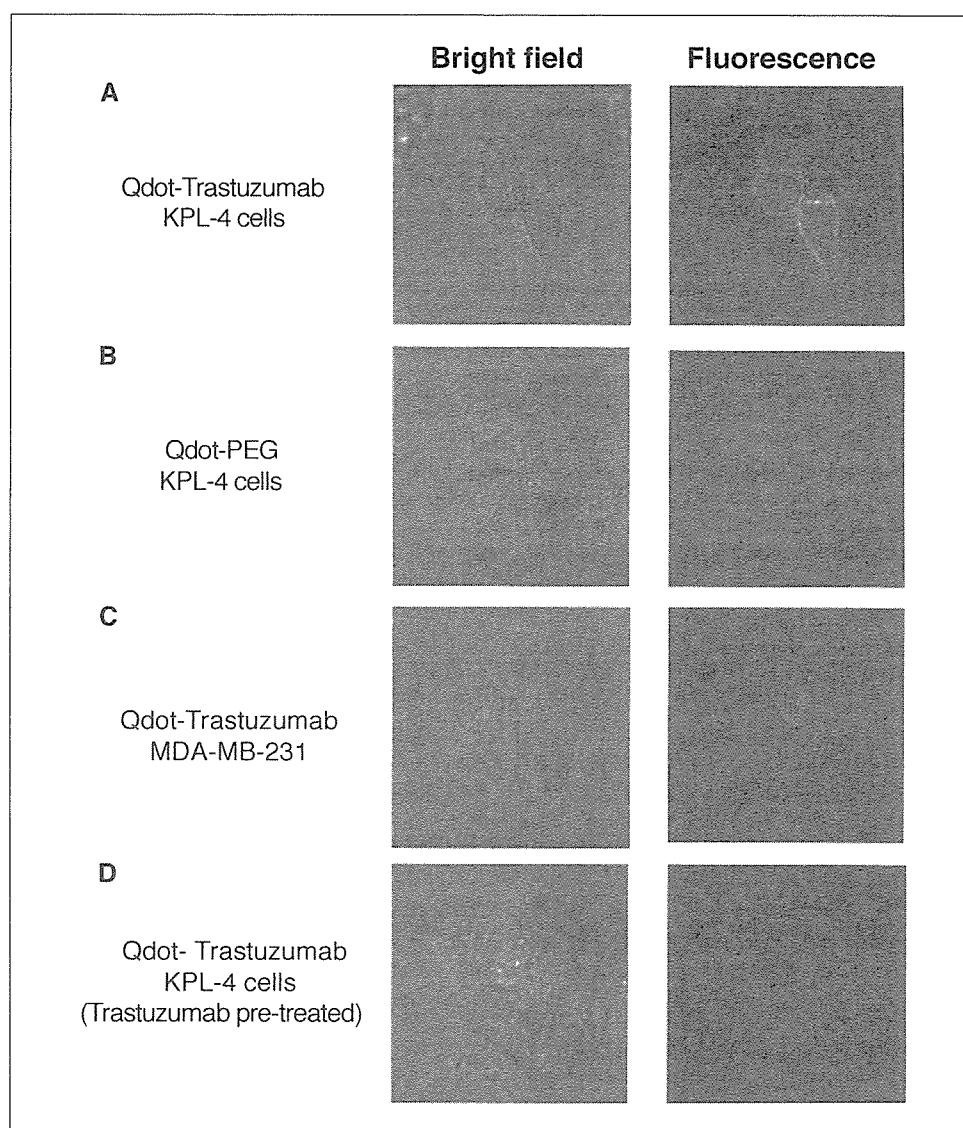 Bright field Fluorescence
A
Qdot-Trastuzumab
KPL-4 cells
B
Qdot-PEG
KPL-4 cells
C
Qdot-Trastuzumab
MDA-MB-231
D
Qdot- Trastuzumab
KPL-4 cells
(Trastuzumab pre-treated)